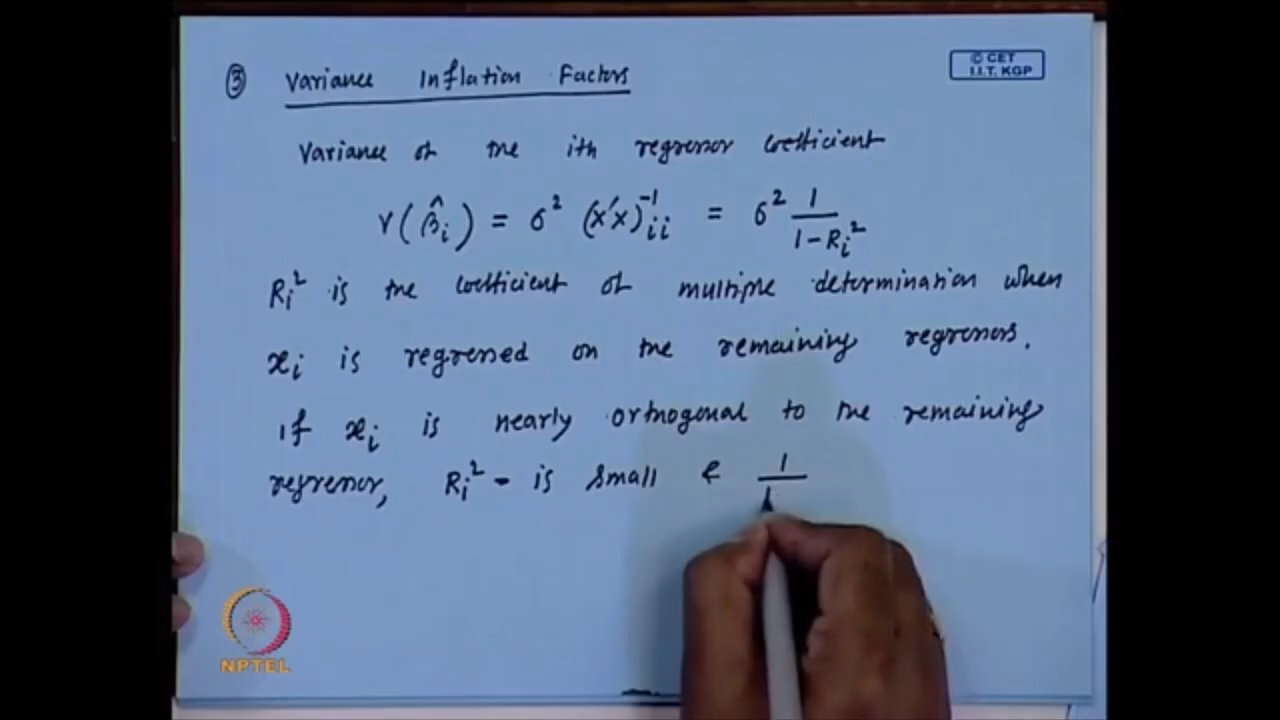 © CET
I.I.T. KGP
③ Variance Inflation Factors
Variance of the ith regressor coefficient
V(β̂i) = σ² (X′X)⁻¹ii = σ² 1/(1-Ri²)
Ri² is the coefficient of multiple determination when
xi is regressed on the remaining regressors.
If xi is nearly orthogonal to the remaining
regressor, Ri² - is small & 1/1
NPTEL